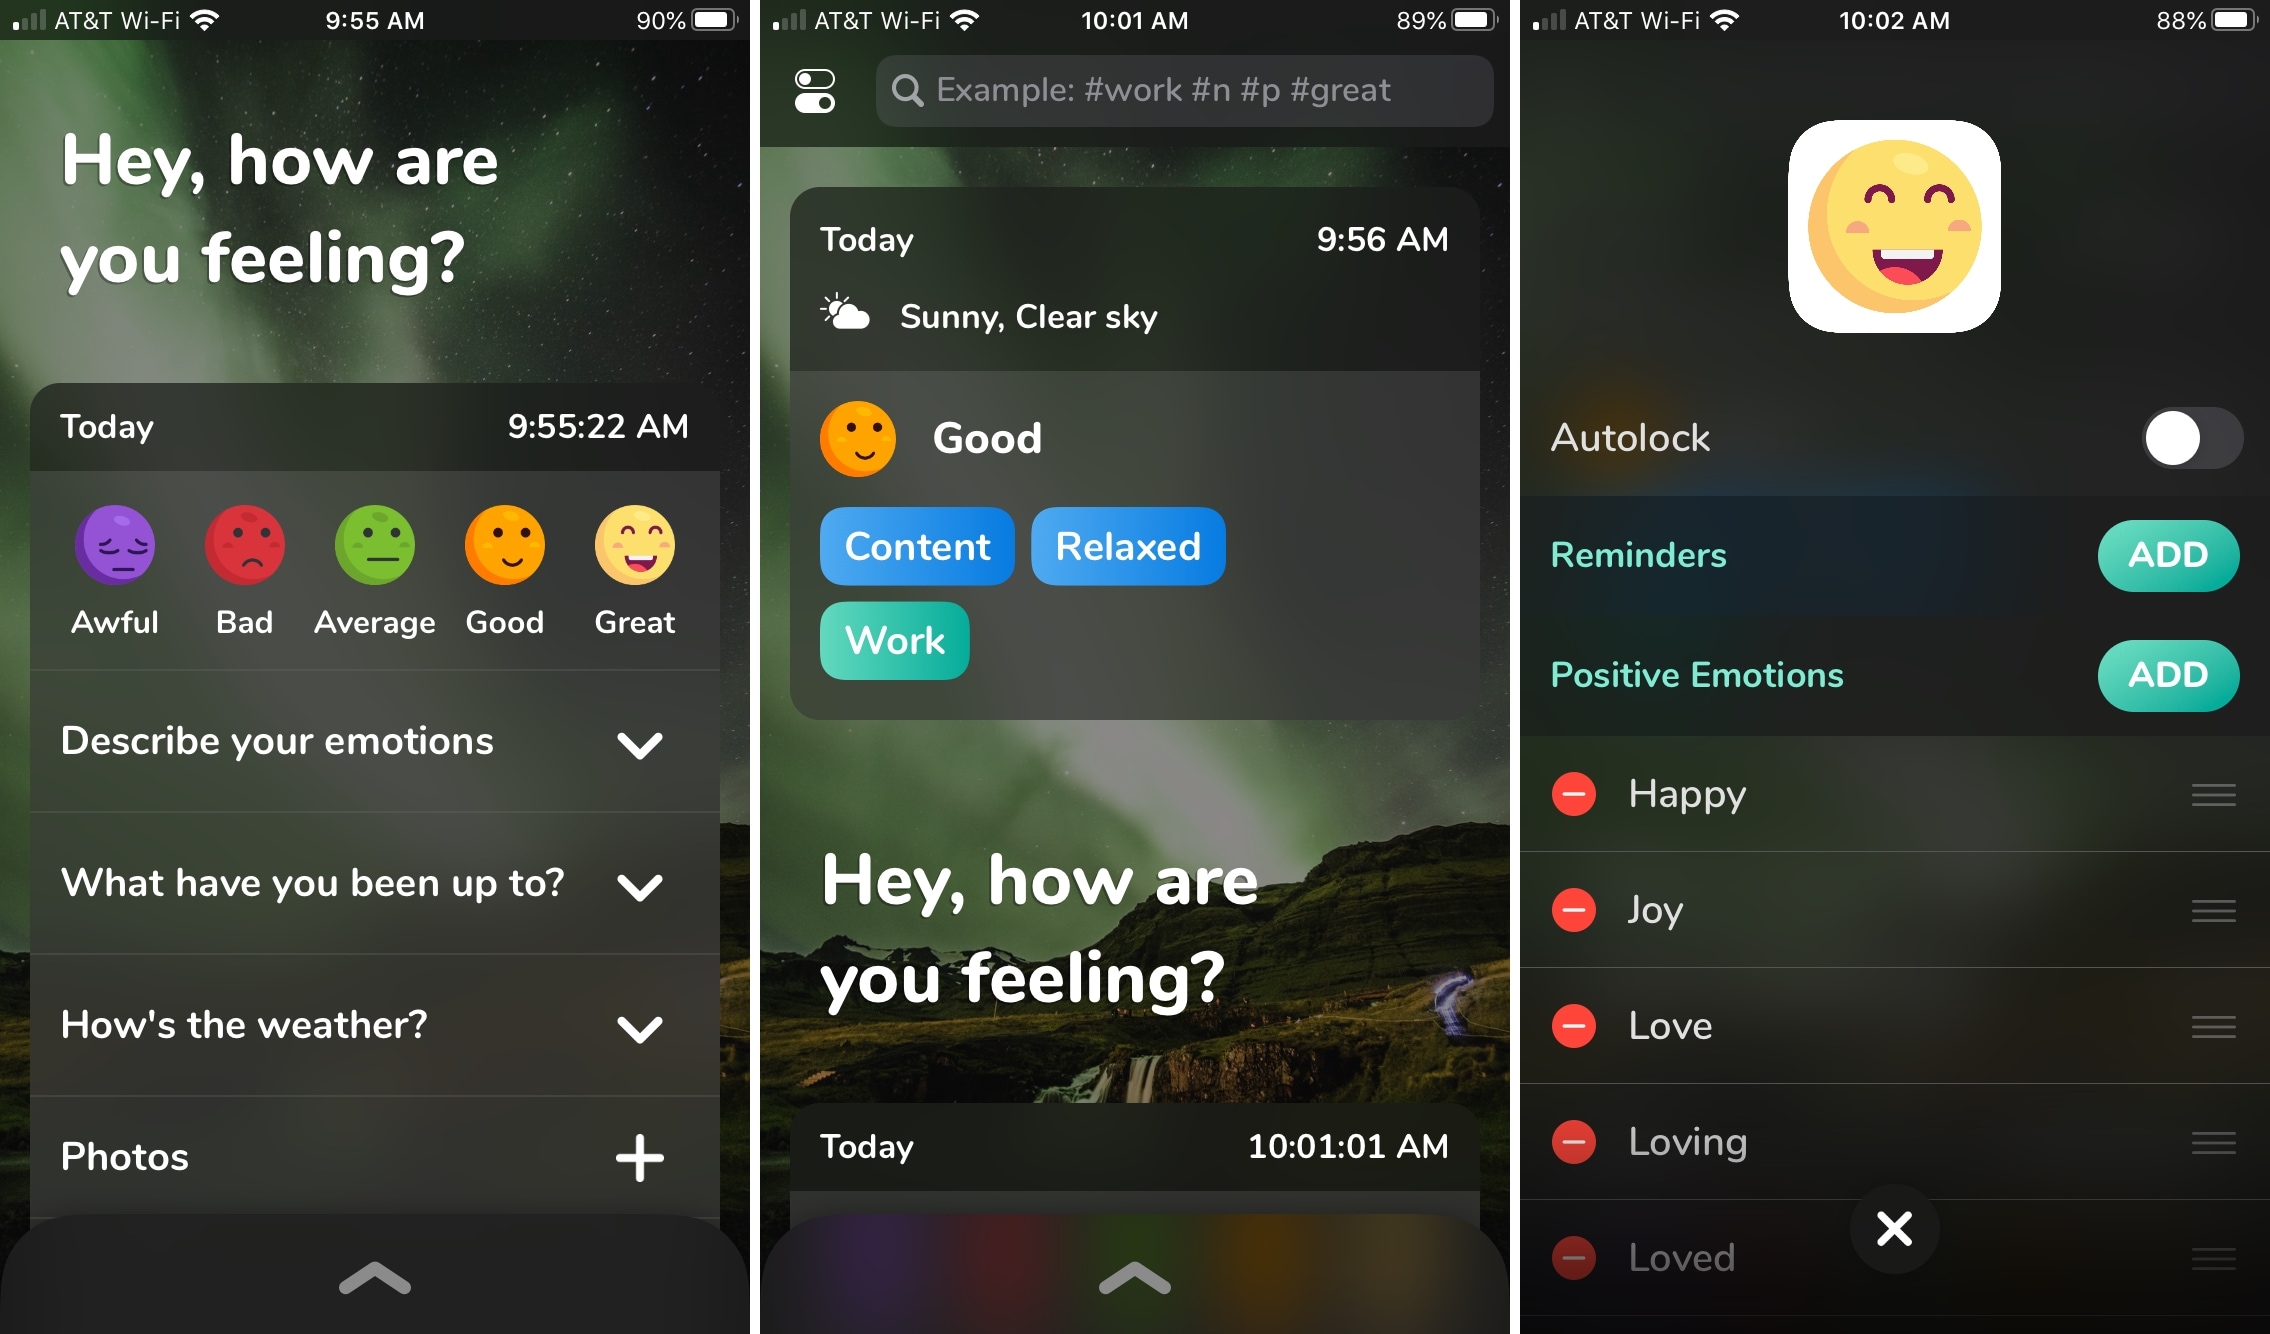 AT&T Wi-Fi 9:55 AM 90%
Hey, how are
you feeling?
Today 9:55:22 AM
Awful Bad Average Good Great
Describe your emotions
What have you been up to?
How's the weather?
Photos
AT&T Wi-Fi 10:01 AM 89%
Example: #work #n #p #great
Today 9:56 AM
Sunny, Clear sky
Good
Content Relaxed
Work
Hey, how are
you feeling?
Today 10:01:01 AM
AT&T Wi-Fi 10:02 AM 88%
Autolock
Reminders ADD
Positive Emotions ADD
Happy
Joy
Love
Loving
Loved